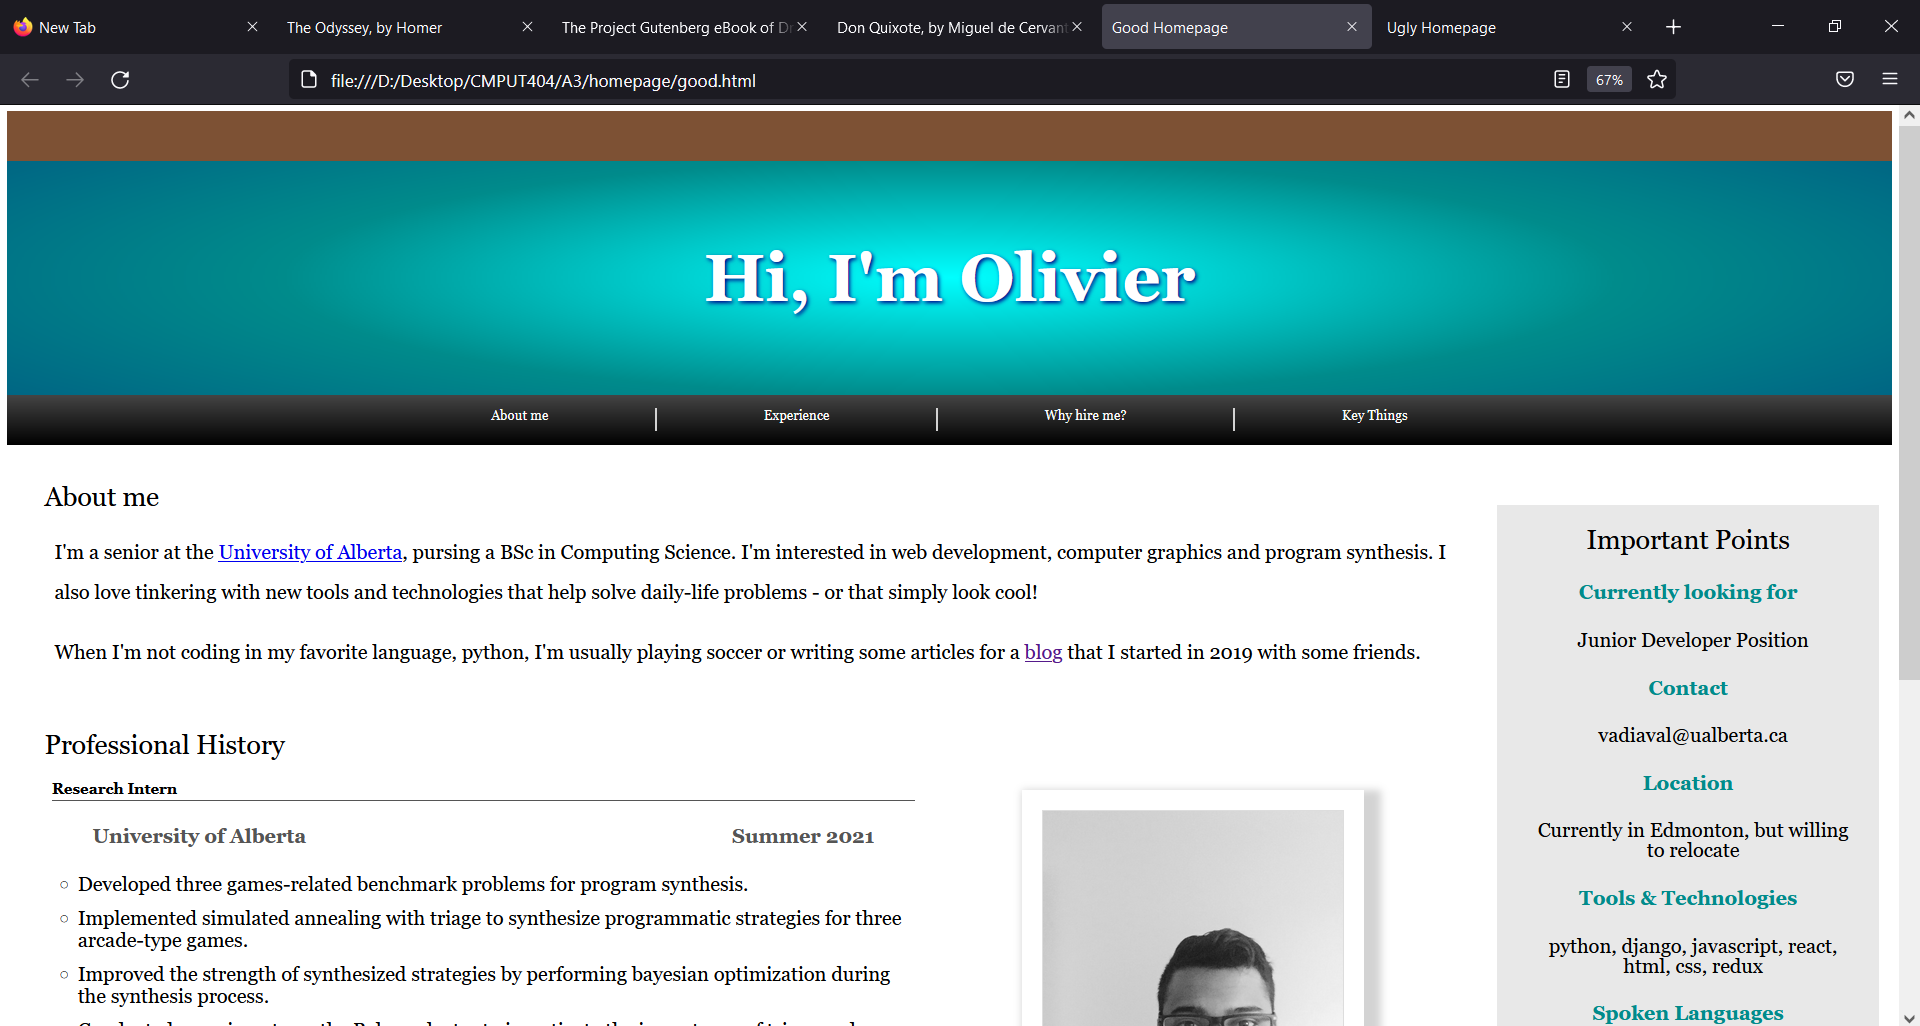 New Tab
The Odyssey, by Homer
The Project Gutenberg eBook of
Don Quixote, by Miguel de
Good Homepage
Ugly Homepage
file:///D:/Desktop/CMPUT404/A3/homepage/good.html
67%
Hi, I'm Olivier
About me
Experience
Why hire me?
Key Things
About me
I'm a senior at the University of Alberta, pursing a BSc in Computing Science. I'm interested in web development, computer graphics and program synthesis. I
also love tinkering with new tools and technologies that help solve daily-life problems - or that simply look cool!
When I'm not coding in my favorite language, python, I'm usually playing soccer or writing some articles for a blog that I started in 2019 with some friends.
Professional History
Research Intern
University of Alberta Summer 2021
Developed three games-related benchmark problems for program synthesis.
Implemented simulated annealing with triage to synthesize programmatic strategies for three
arcade-type games.
Improved the strength of synthesized strategies by performing bayesian optimization during
the synthesis process.
Important Points
Currently looking for
Junior Developer Position
Contact
vadiaval@ualberta.ca
Location
Currently in Edmonton, but willing
to relocate
Tools & Technologies
python, django, javascript, react,
html, css, redux
Spoken Languages